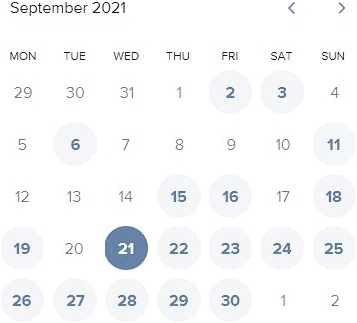 September 2021
MON TUE WED THU FRI SAT SUN
29 30 31 1 2 3 4
5 6 7 8 9 10 11
12 13 14 15 16 17 18
19 20 21 22 23 24 25
26 27 28 29 30 1 2